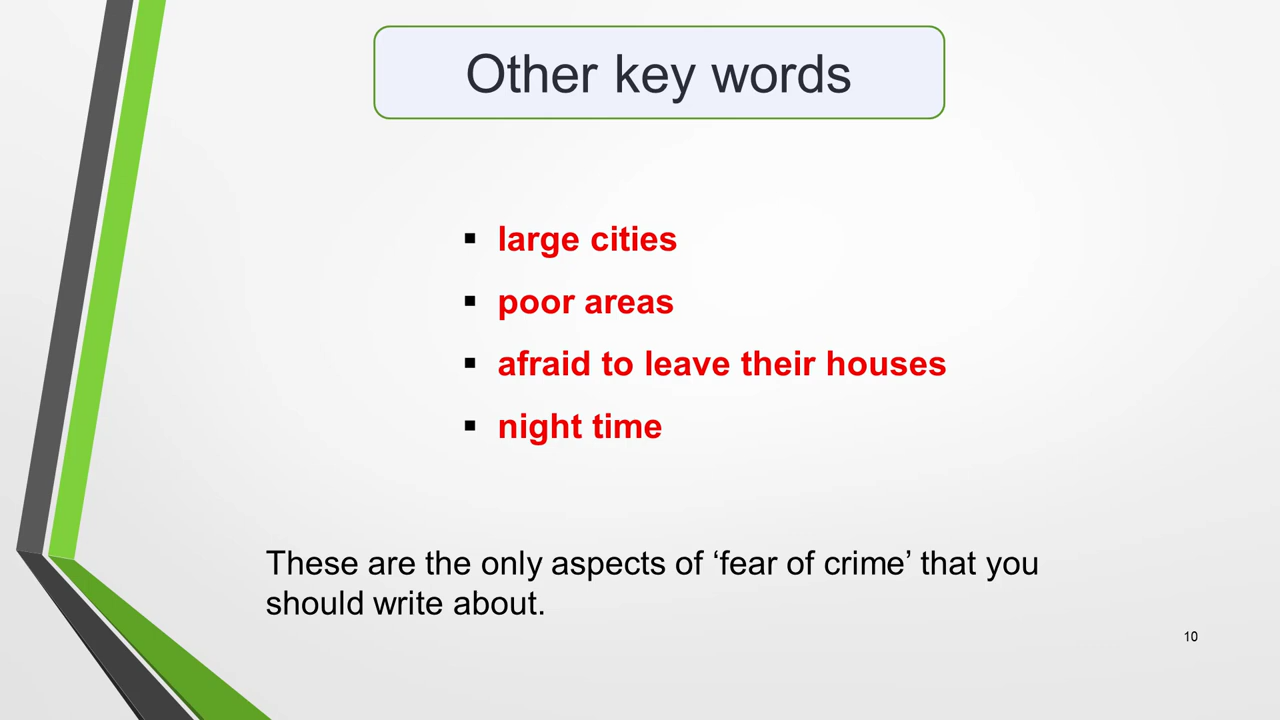 Other key words
▪ large cities
▪ poor areas
▪ afraid to leave their houses
▪ night time
These are the only aspects of ‘fear of crime’ that you
should write about.
10